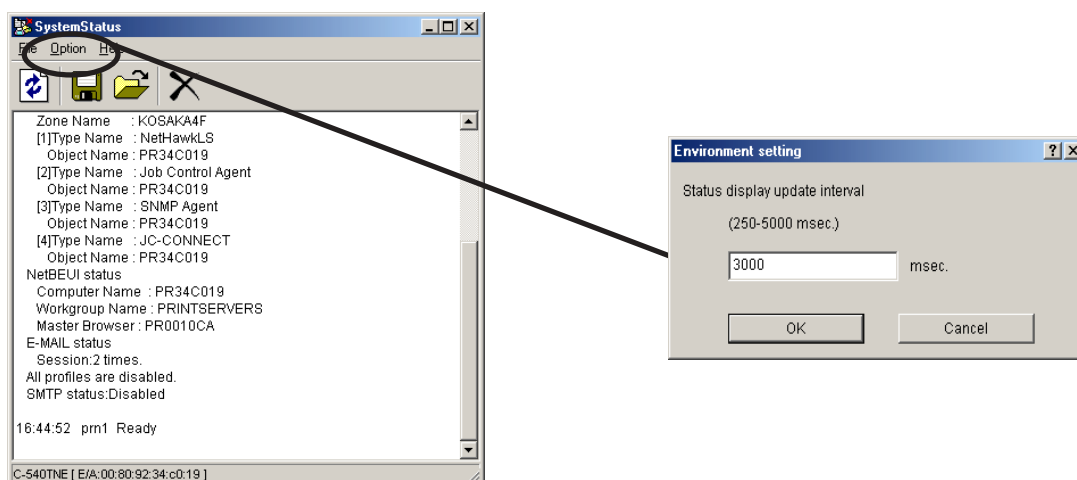 SystemStatus
File Option Help
Zone Name : KOSAKA4F
[1]Type Name : NetHawkLS
Object Name : PR34C019
[2]Type Name : Job Control Agent
Object Name : PR34C019
[3]Type Name : SNMP Agent
Object Name : PR34C019
[4]Type Name : JC-CONNECT
Object Name : PR34C019
NetBEUI status
Computer Name : PR34C019
Workgroup Name : PRINTSERVERS
Master Browser : PR0010CA
E-MAIL status
Session:2 times.
All profiles are disabled.
SMTP status:Disabled
16:44:52 prn1 Ready
C-540TNE [ E/A:00:80:92:34:c0:19 ]
Environment setting
Status display update interval
(250-5000 msec.)
3000 msec.
OK Cancel